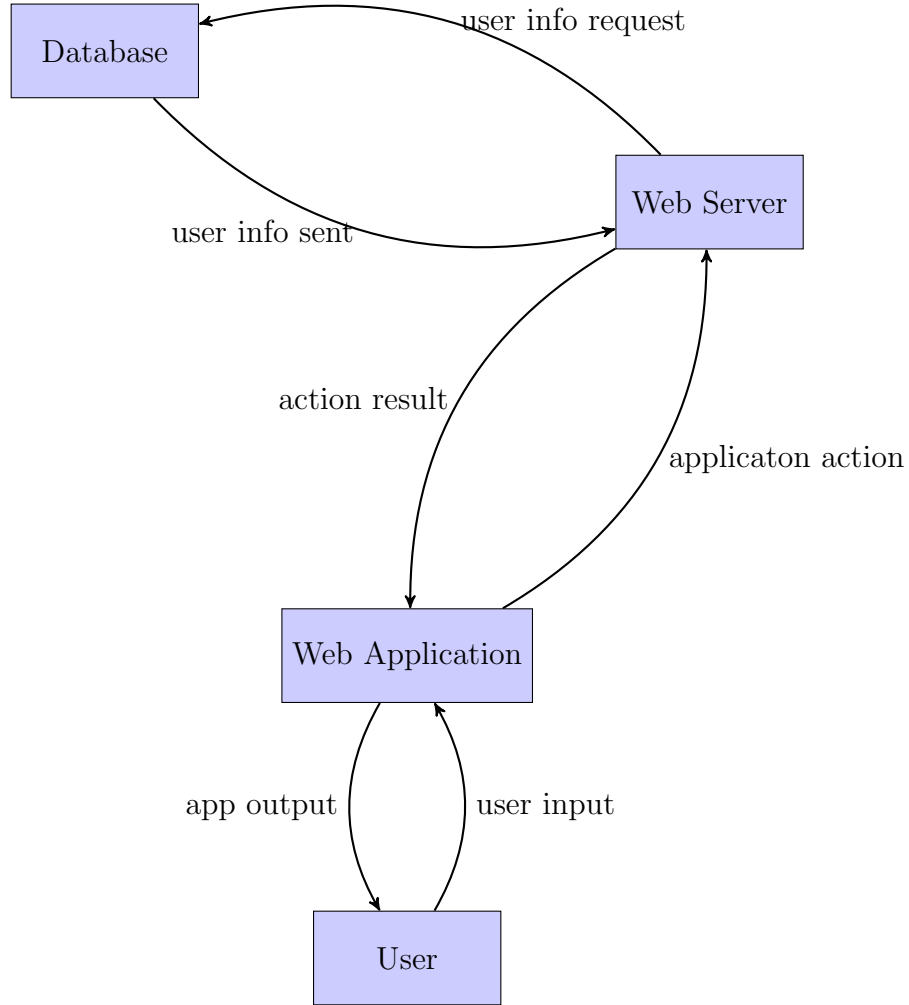 user info request
Database
Web Server
user info sent
action result
applicaton action
Web Application
app output
user input
User